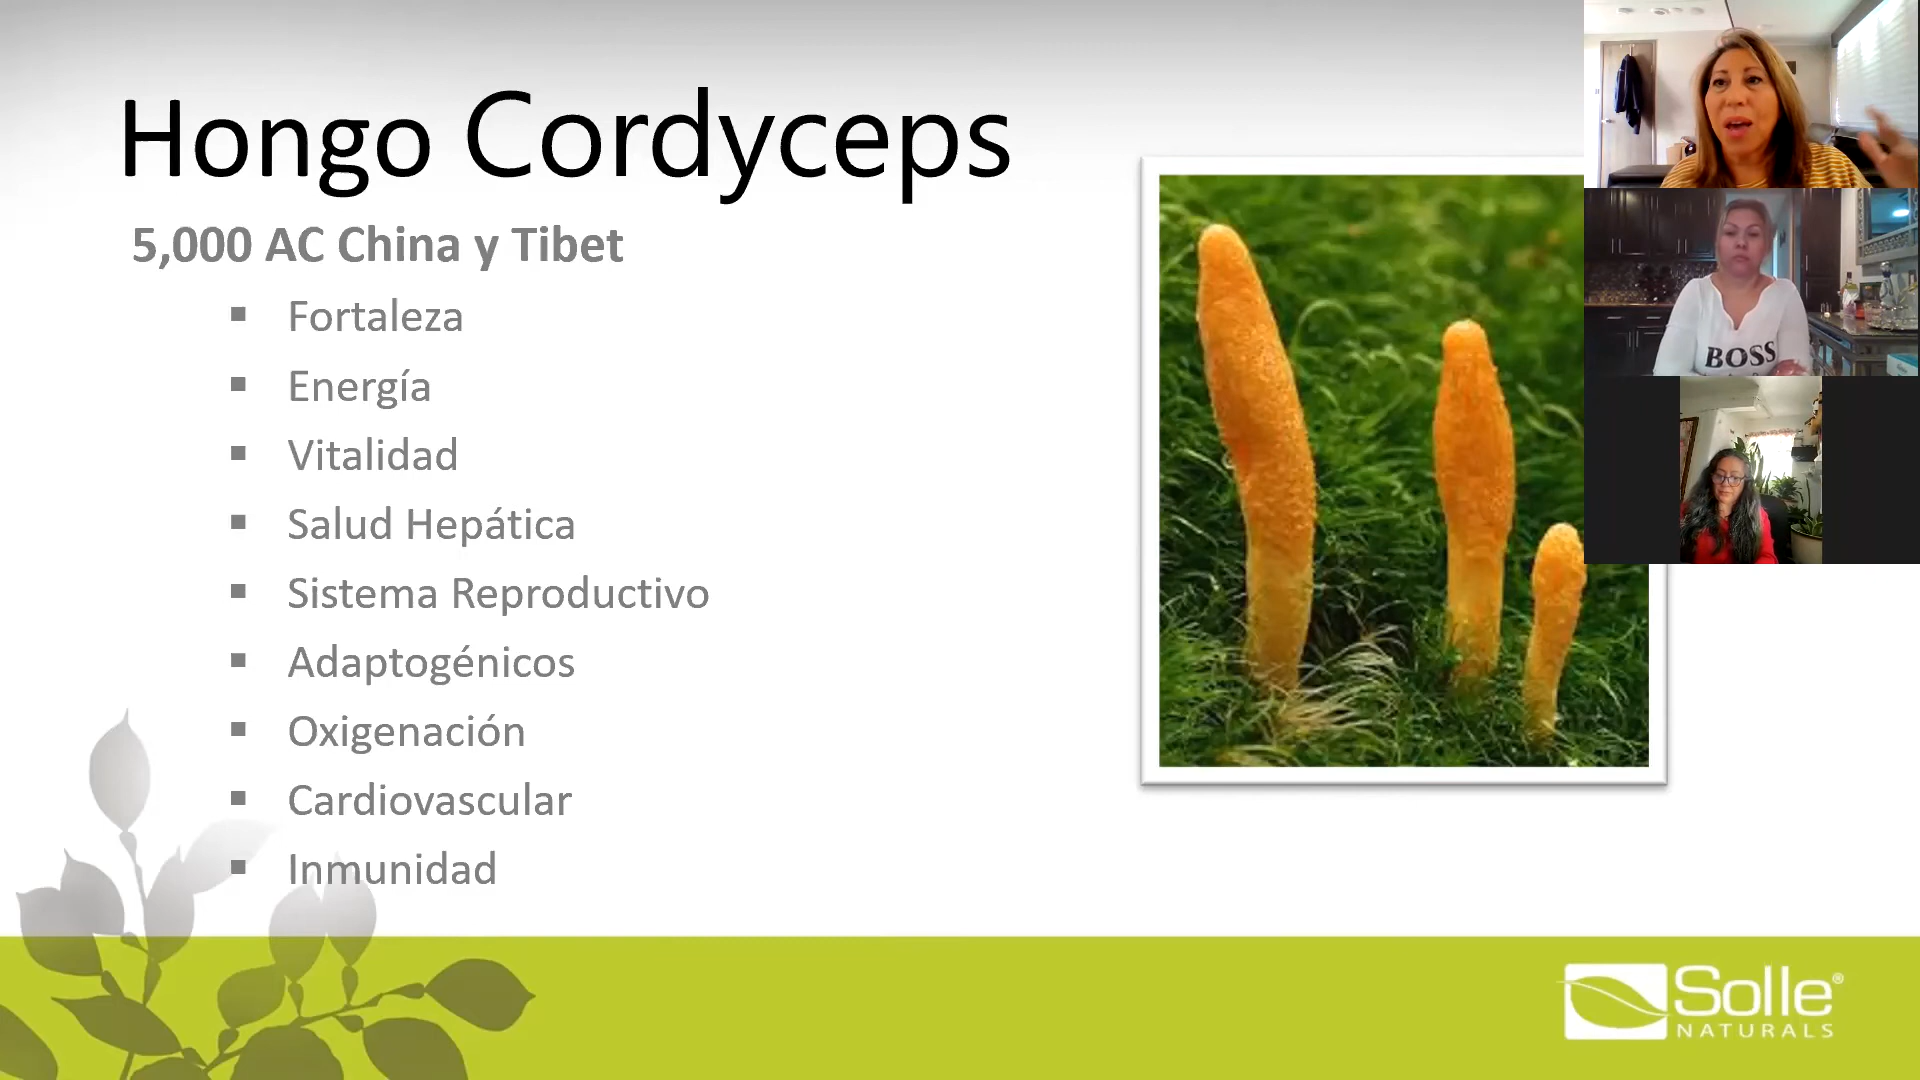 Hongo Cordyceps
5,000 AC China y Tibet
Fortaleza
Energía
Vitalidad
Salud Hepática
Sistema Reproductivo
Adaptogénicos
Oxigenación
Cardiovascular
Inmunidad
BOSS
Solle®
NATURALS